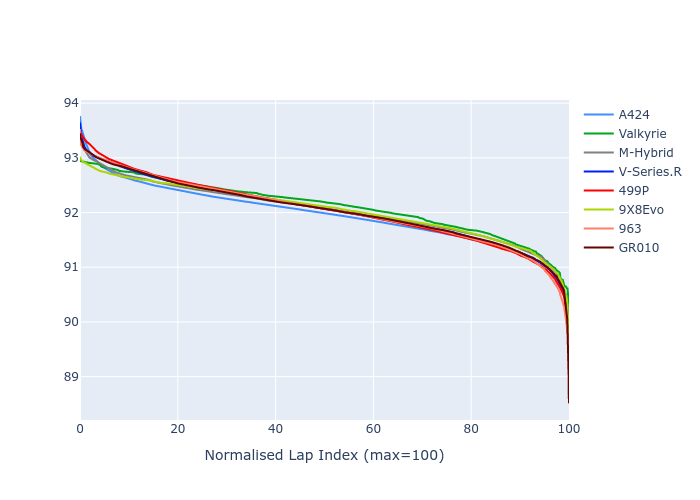 94
93
92
91
90
89
0 20 40 60 80 100
Normalised Lap Index (max=100)
A424
Valkyrie
M-Hybrid
V-Series.R
499P
9X8Evo
963
GR010